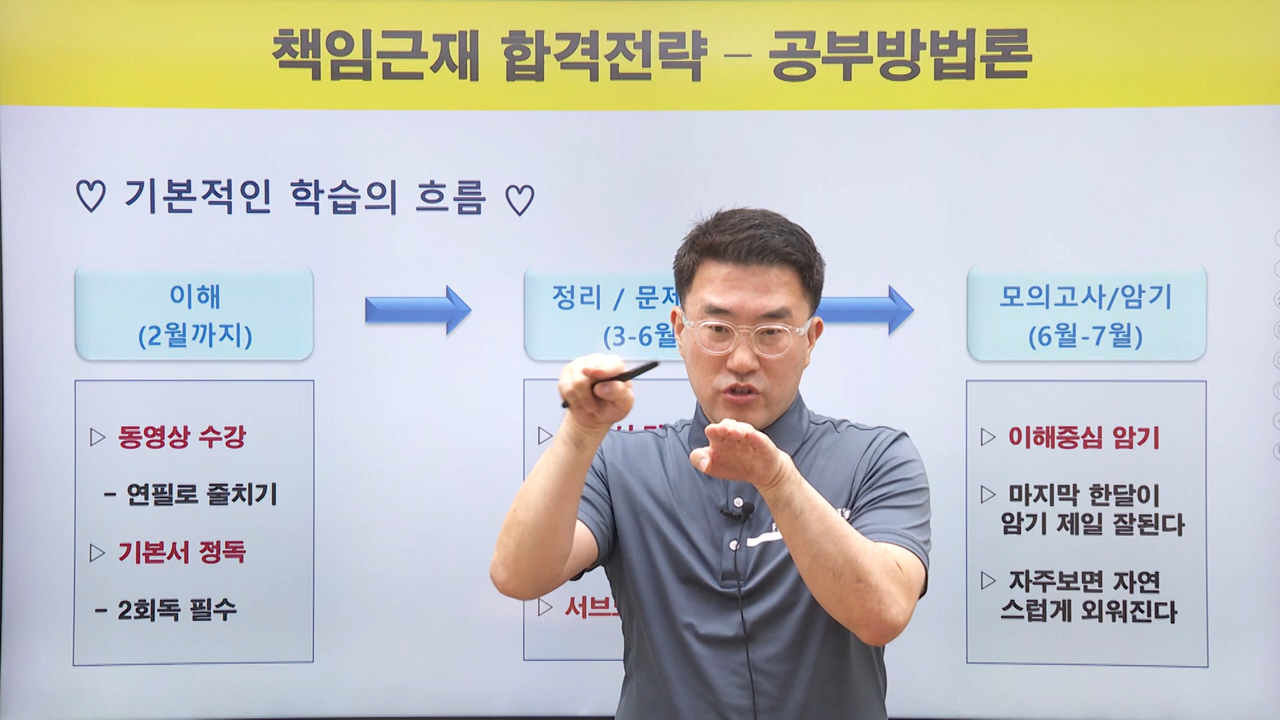 책임근재 합격전략 – 공부방법론
♡ 기본적인 학습의 흐름 ♡
이해
(2월까지)
▷ 동영상 수강
- 연필로 줄치기
▷ 기본서 정독
- 2회독 필수
정리 / 문제
(3-6월
▷
▷ 서브
모의고사/암기
(6월-7월)
▷ 이해중심 암기
▷ 마지막 한달이
암기 제일 잘된다
▷ 자주보면 자연
스럽게 외워진다